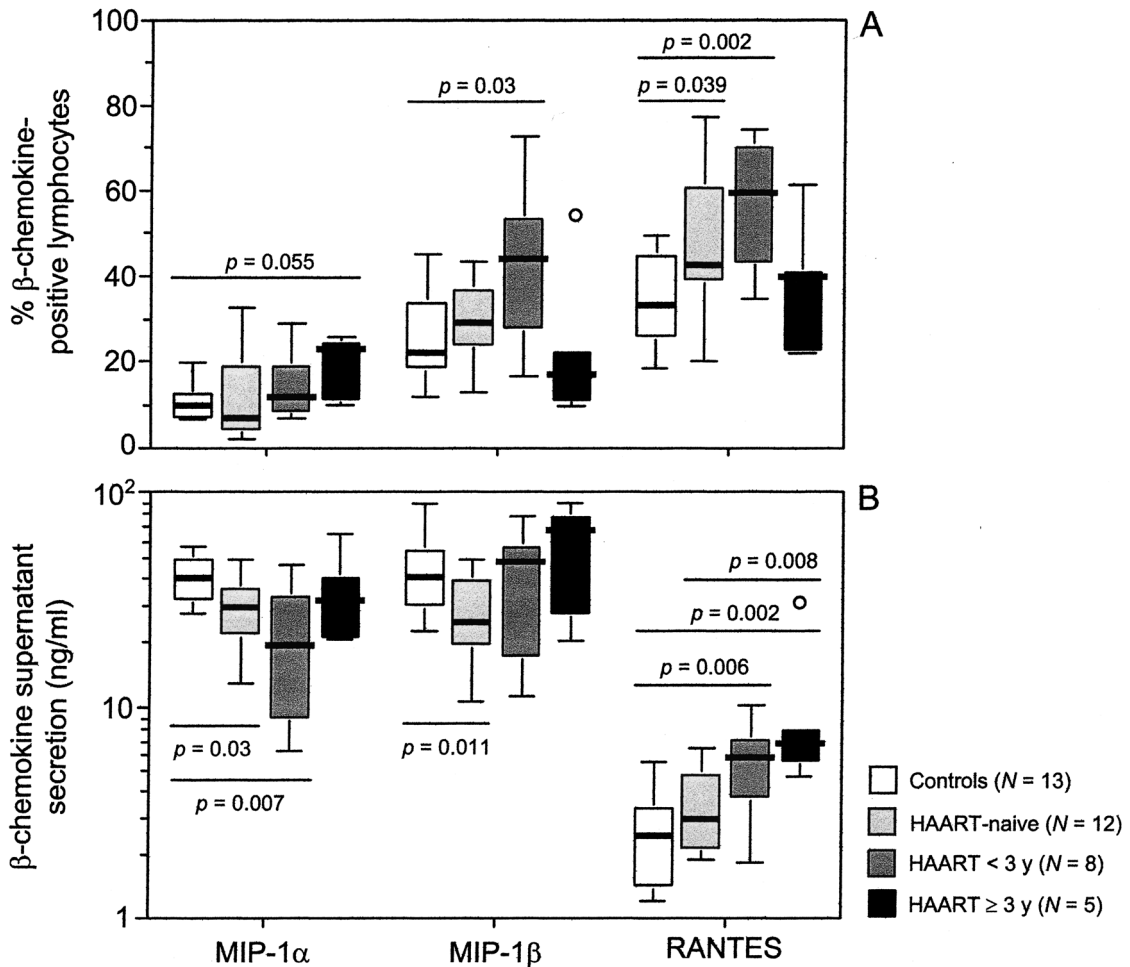 A
% β-chemokine-
positive lymphocytes
100
80
60
40
20
0
p = 0.055
p = 0.03
p = 0.002
p = 0.039
B
β-chemokine supernatant
secretion (ng/ml)
10²
10
1
p = 0.03
p = 0.007
p = 0.011
p = 0.008
p = 0.002
p = 0.006
MIP-1α
MIP-1β
RANTES
Controls (N = 13)
HAART-naive (N = 12)
HAART < 3 y (N = 8)
HAART ≥ 3 y (N = 5)